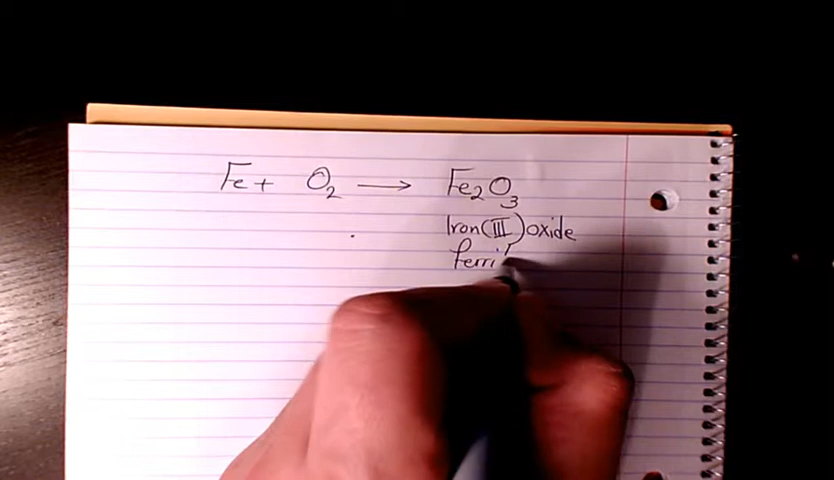 Fe + O₂ → Fe₂O₃
Iron(III)oxide
ferri